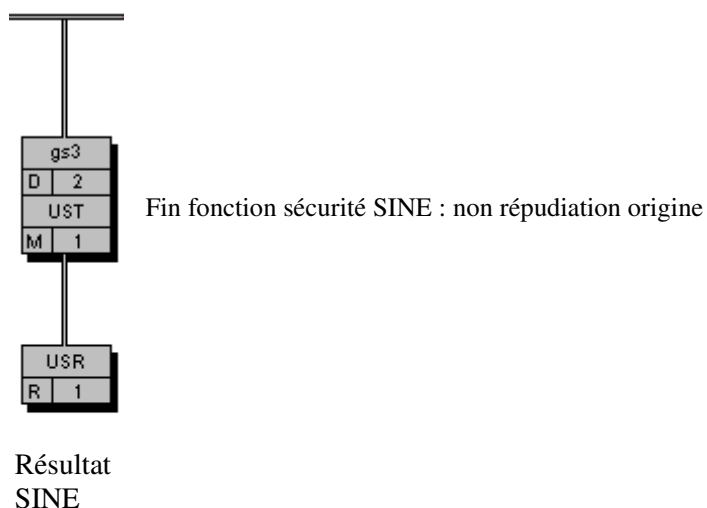 gs3
D 2
UST
M 1
Fin fonction sécurité SINE : non répudiation origine
USR
R 1
Résultat
SINE